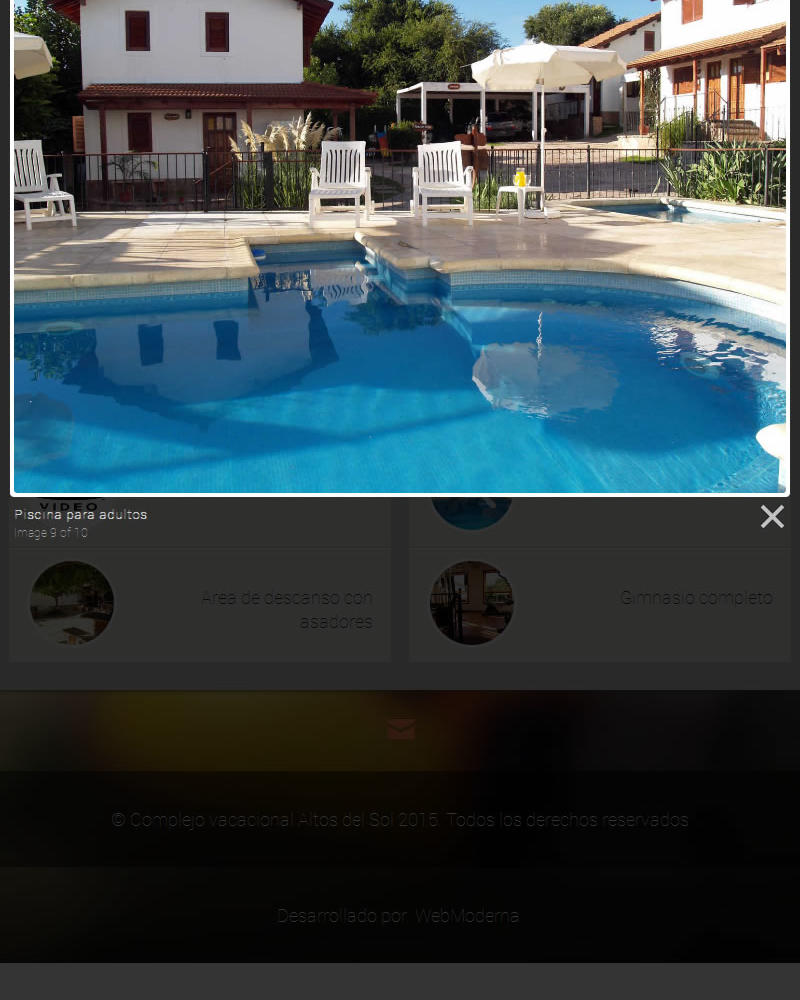 VIDEO
Piscina para adultos
Image 9 of 10
Area de descanso con
asadores
Gimnasio completo
© Complejo vacacional Altos del Sol 2015. Todos los derechos reservados
Desarrollado por WebModerna